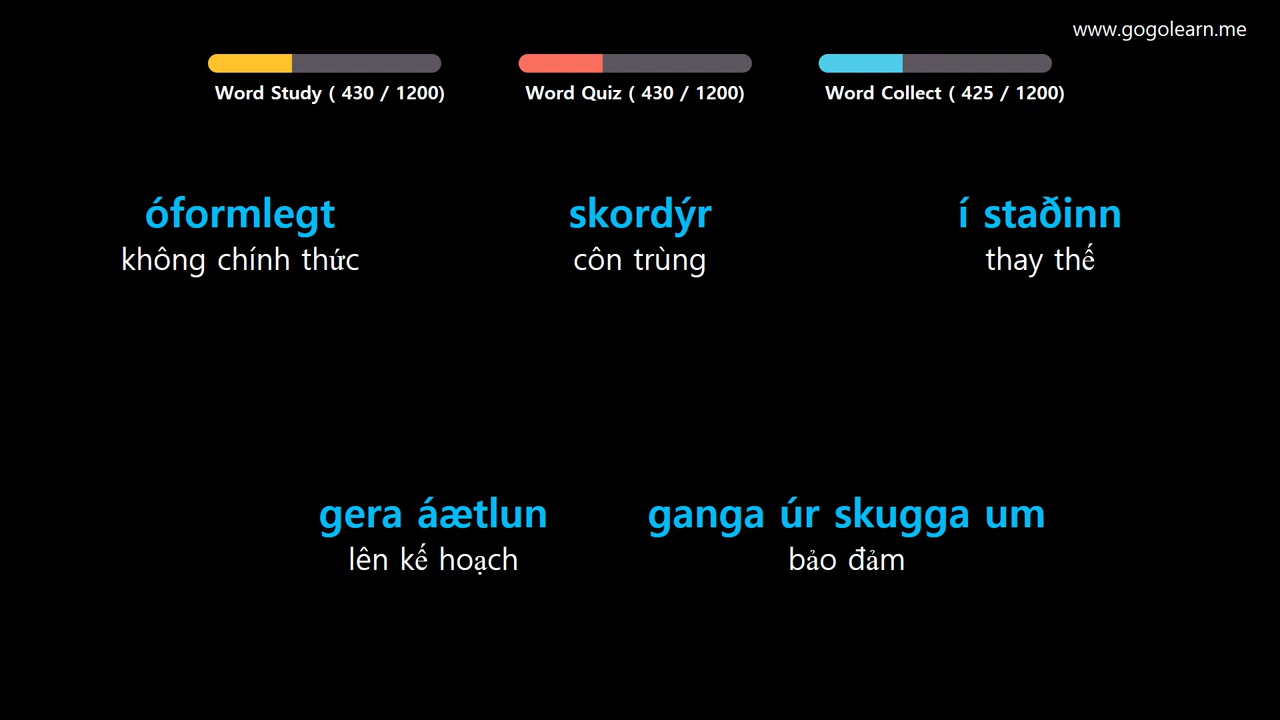 www.gogolearn.me
Word Study ( 430 / 1200)
Word Quiz ( 430 / 1200)
Word Collect ( 425 / 1200)
óformlegt
không chính thức
skordýr
côn trùng
í staðinn
thay thế
gera áætlun
lên kế hoạch
ganga úr skugga um
bảo đảm